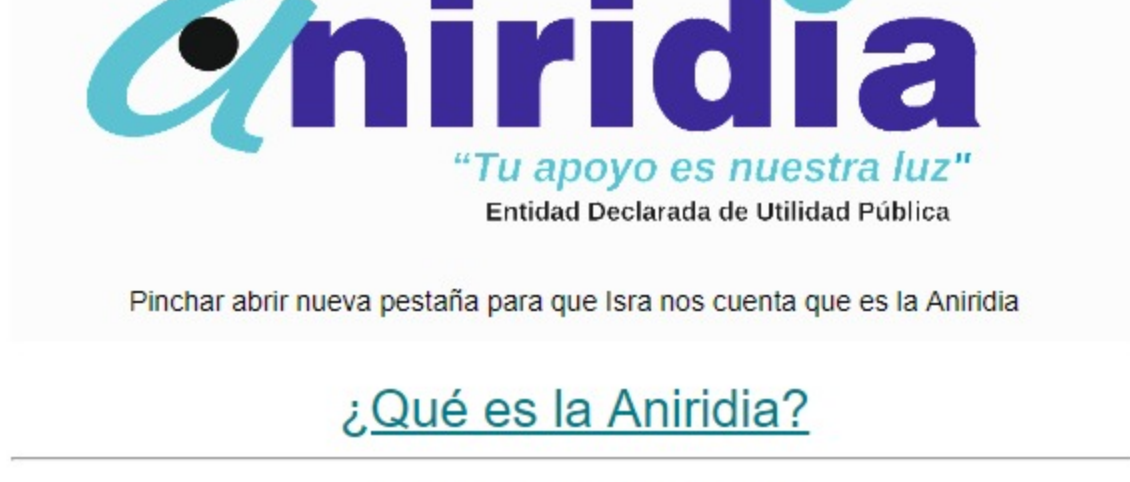 aniridia
“Tu apoyo es nuestra luz"
Entidad Declarada de Utilidad Pública
Pinchar abrir nueva pestaña para que Isra nos cuenta que es la Aniridia
¿Qué es la Aniridia?